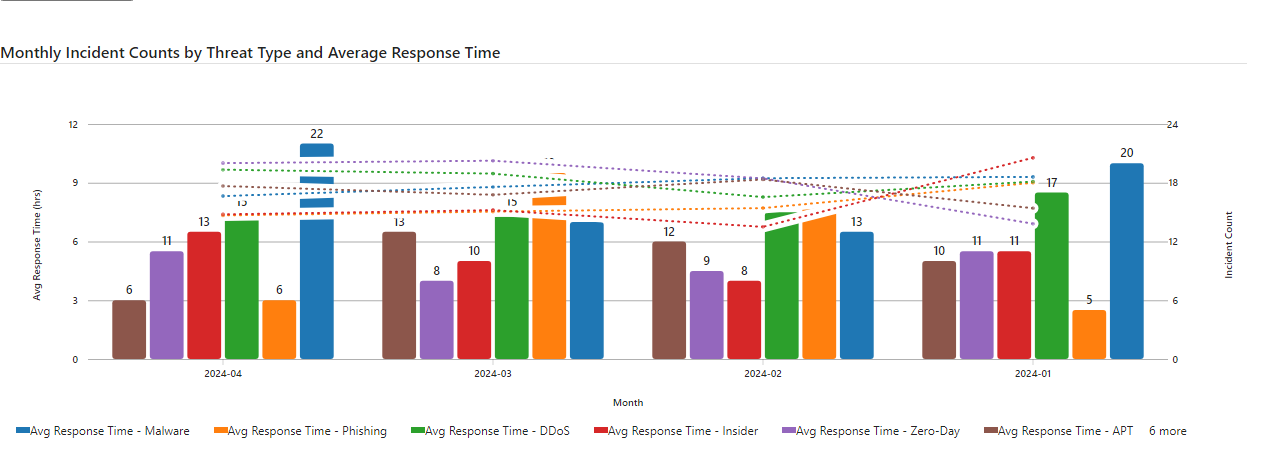 Monthly Incident Counts by Threat Type and Average Response Time
12 24
22
20
9 18
17
15 15
13 13 13
12
6 11 11 11 12
10 10
9
8 8
6 6
3 5 6
0 0
Avg Response Time (hrs)
Incident Count
2024-04 2024-03 2024-02 2024-01
Month
Avg Response Time - Malware Avg Response Time - Phishing Avg Response Time - DDoS Avg Response Time - Insider Avg Response Time - Zero-Day Avg Response Time - APT 6 more